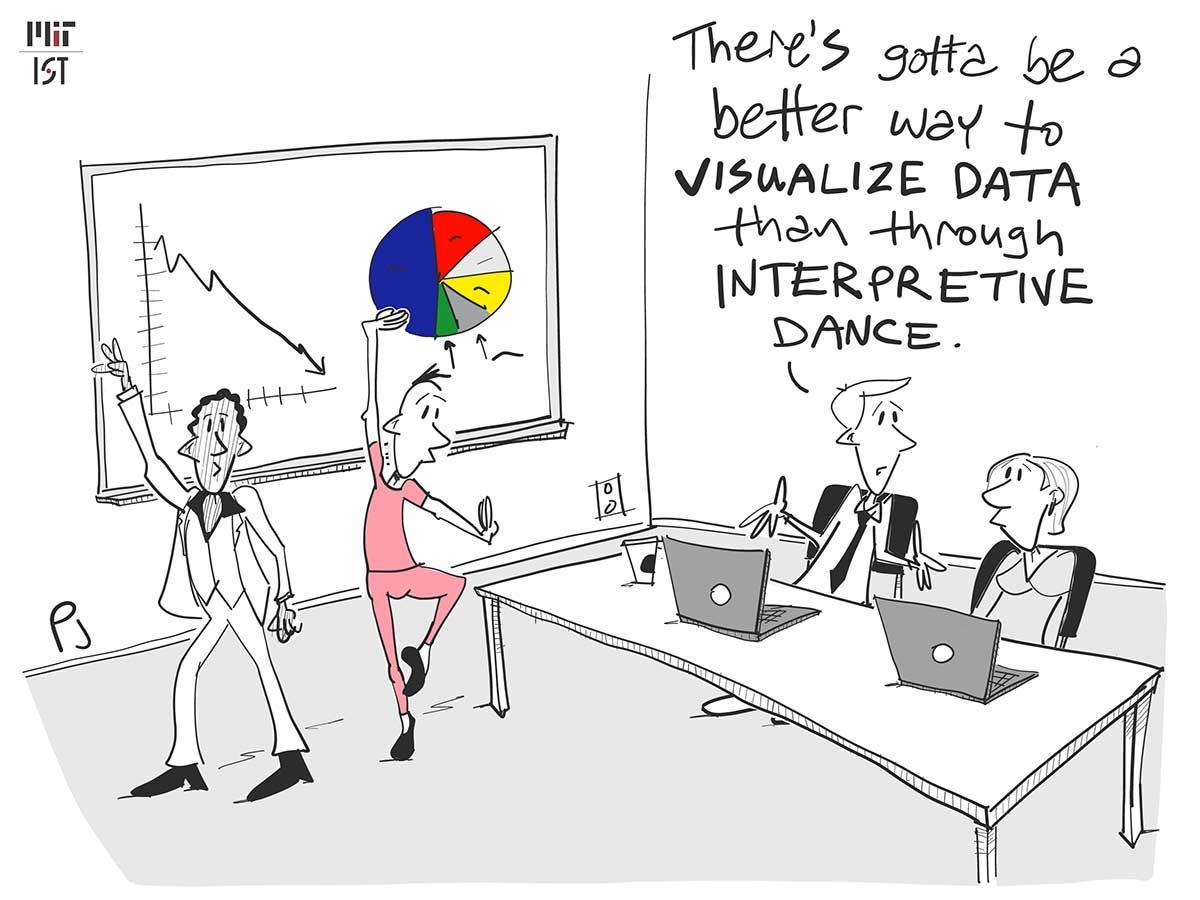 MIT
IST
There's gotta be a
better way to
VISUALIZE DATA
than through
INTERPRETIVE
DANCE.
PJ